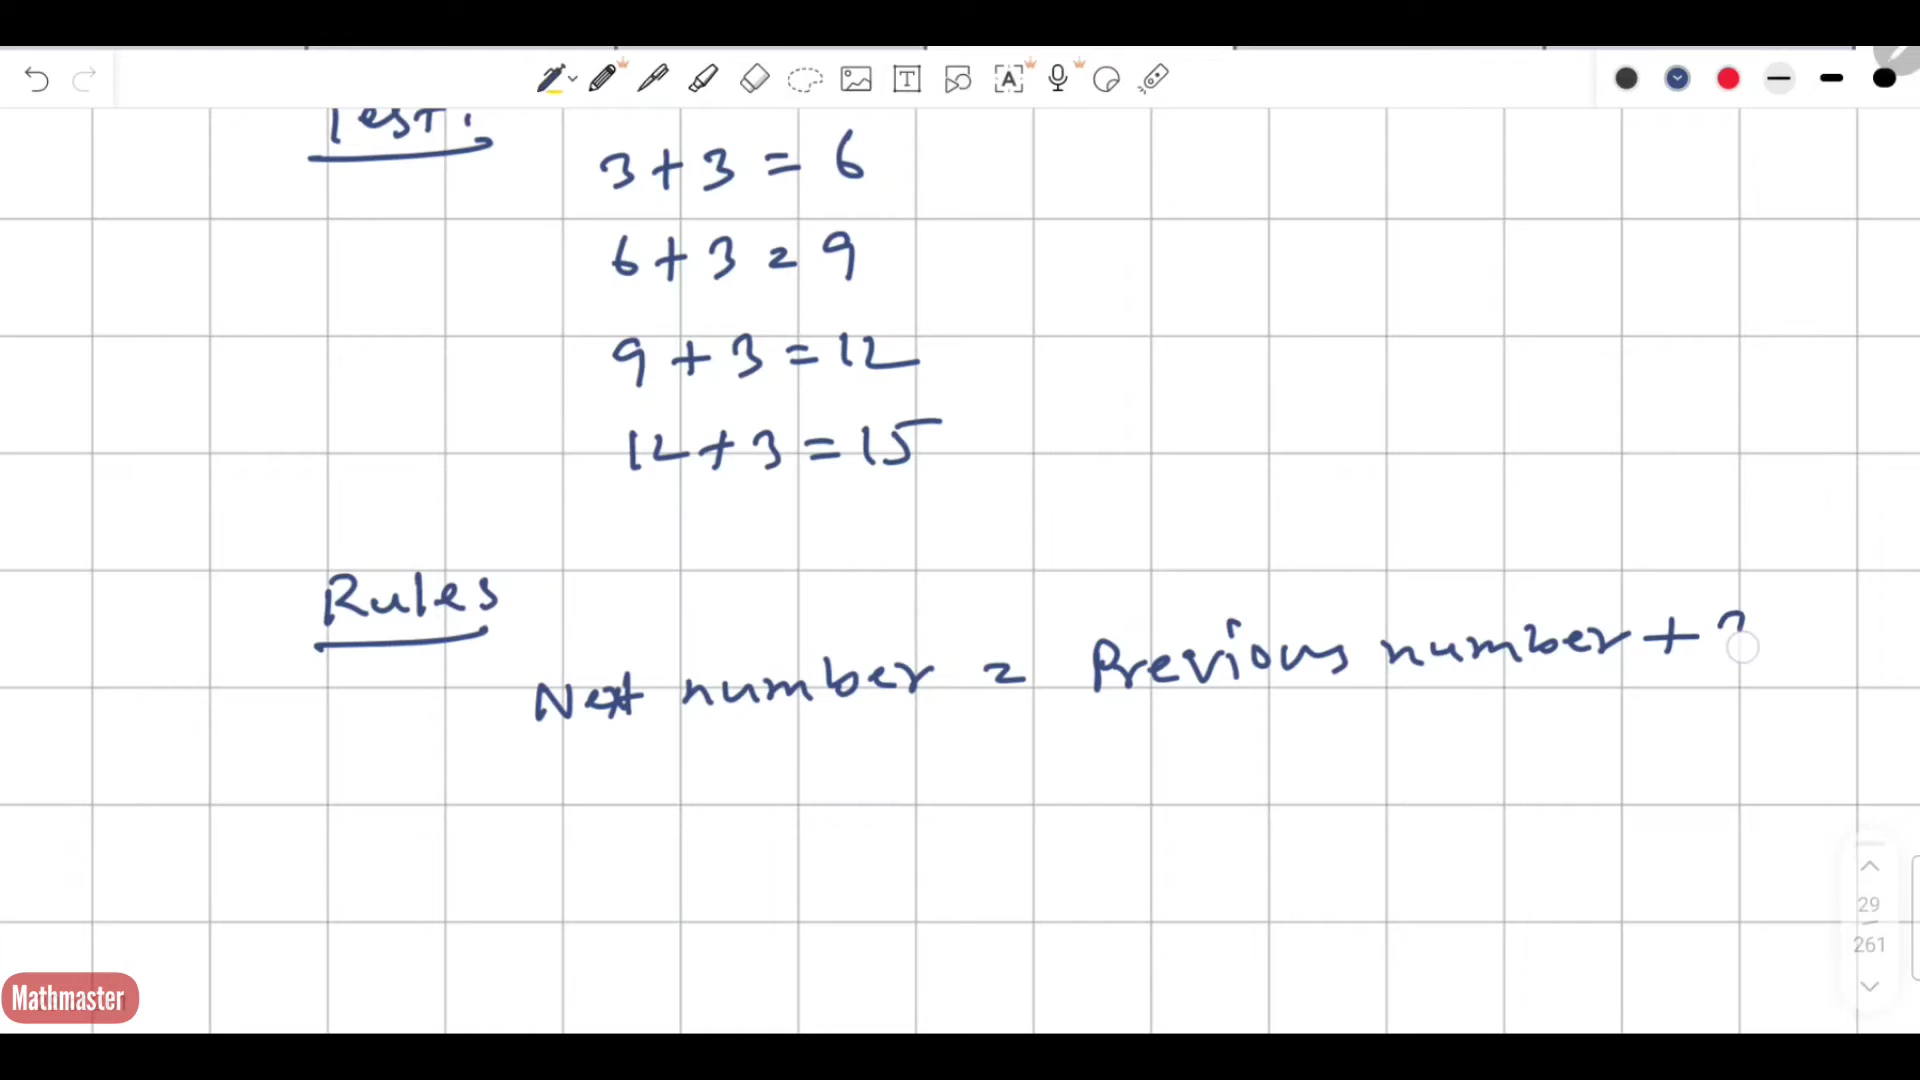 Test:
3 + 3 = 6
6 + 3 = 9
9 + 3 = 12
12 + 3 = 15
Rules
Next number = Previous number +
29
261
Mathmaster